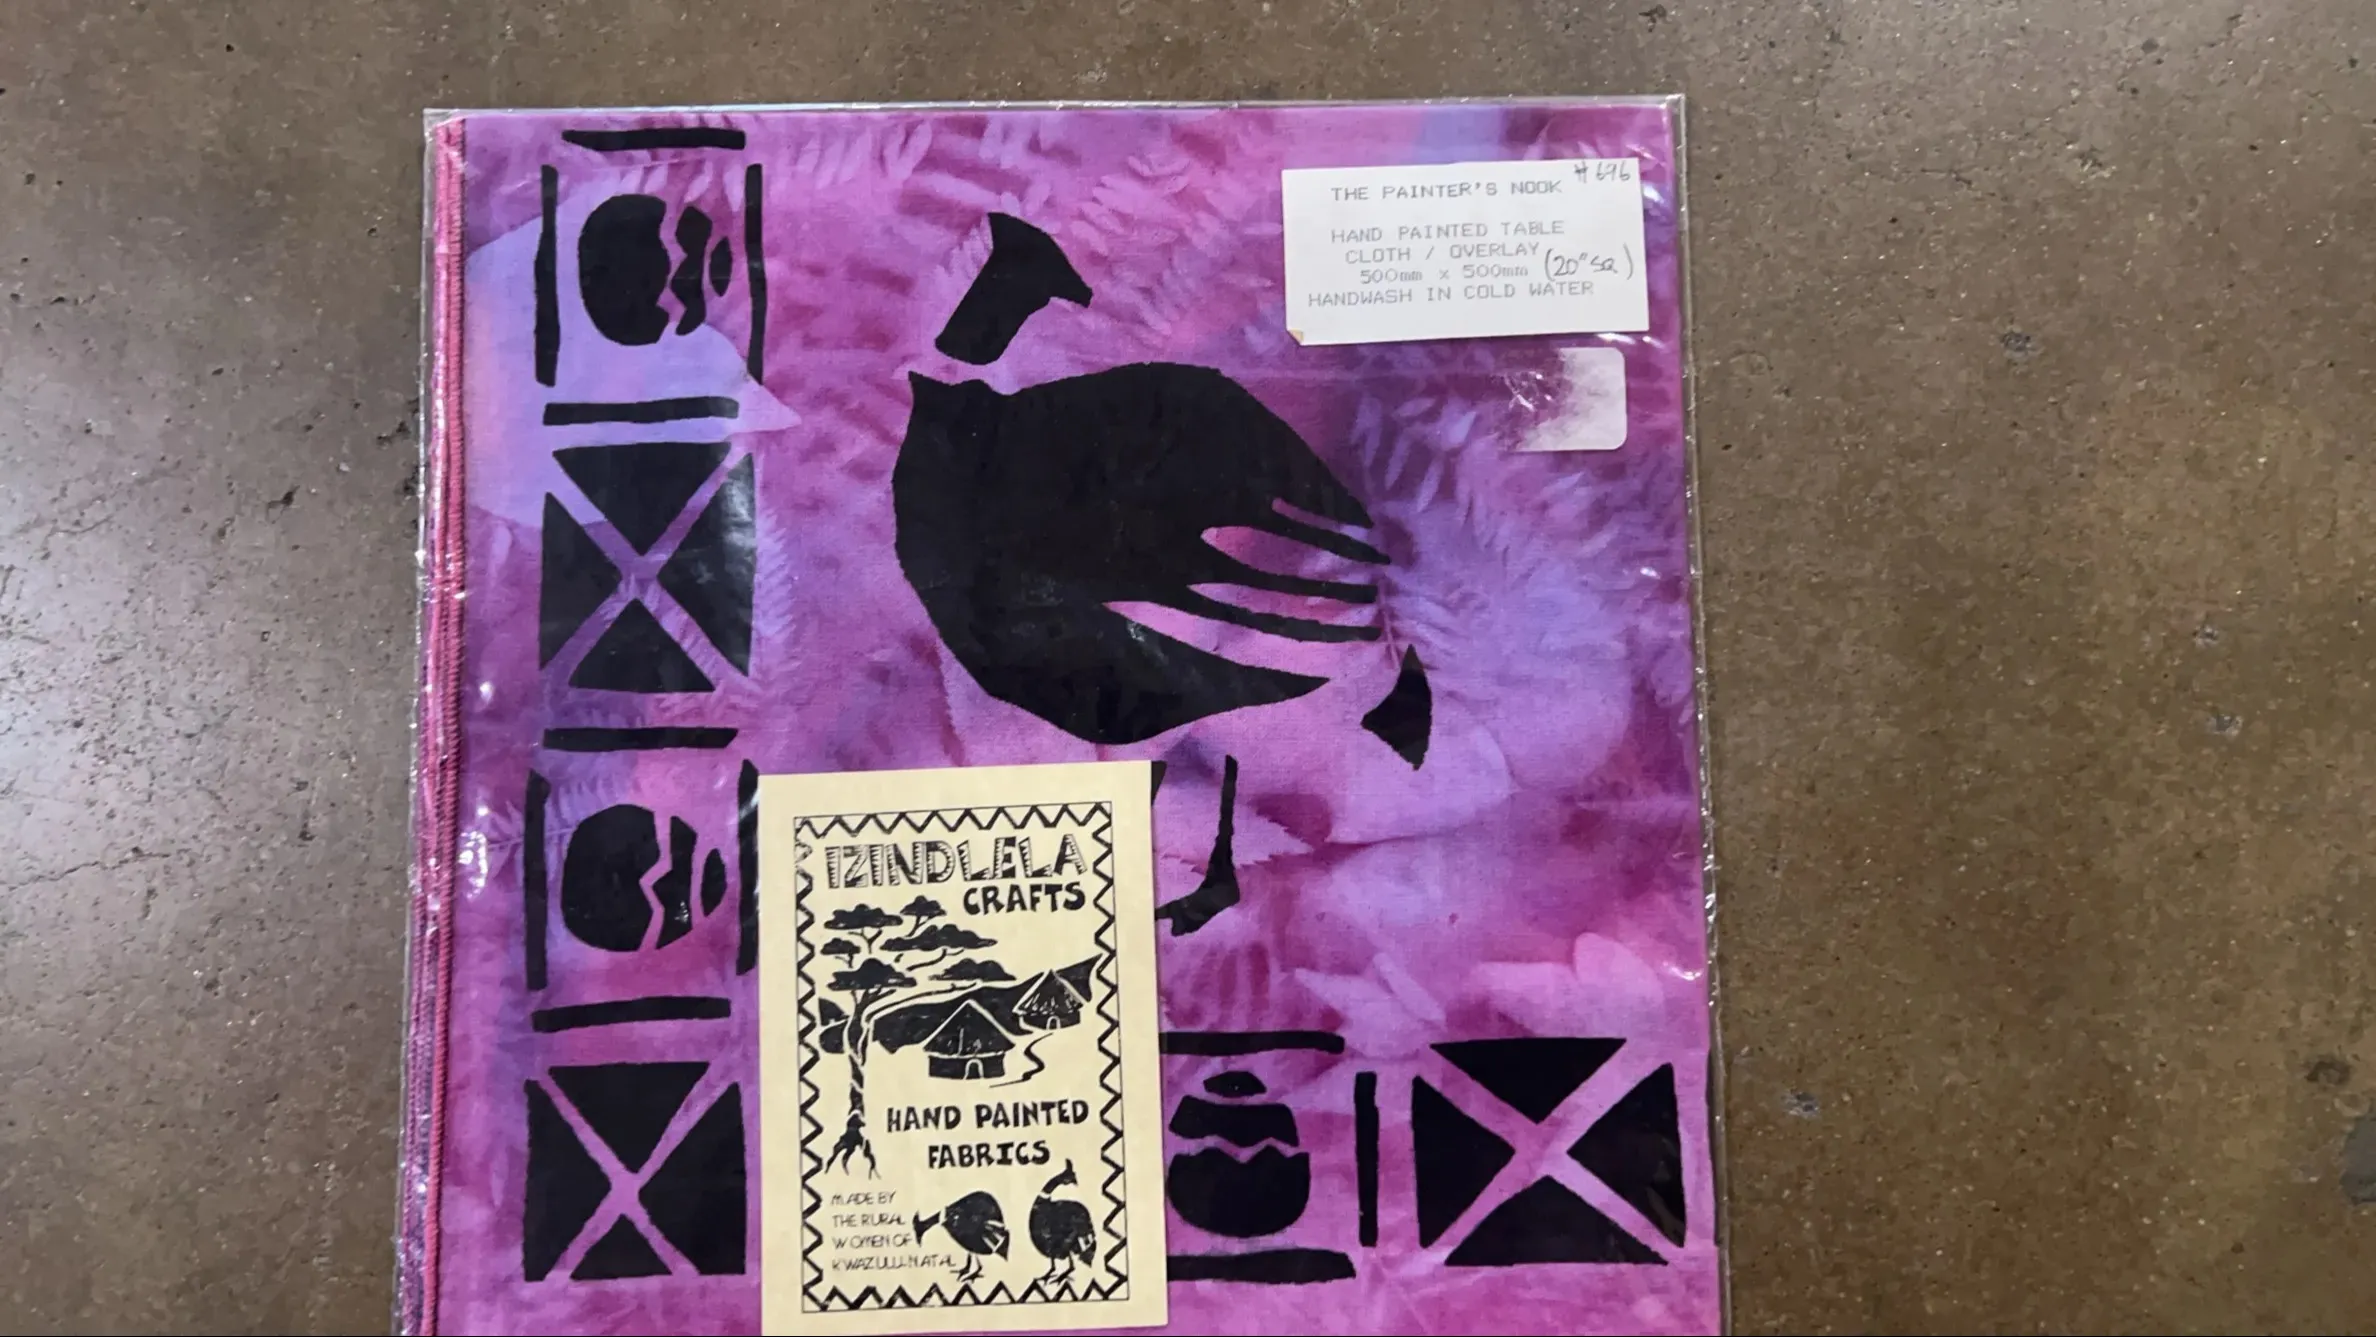 #696
THE PAINTER'S NOOK
HAND PAINTED TABLE
CLOTH / OVERLAY
500mm x 500mm (20" SQ)
HANDWASH IN COLD WATER
IZINDLELA
CRAFTS
HAND PAINTED
FABRICS
MADE BY
THE RURAL
WOMEN OF
KWAZULU-NATAL